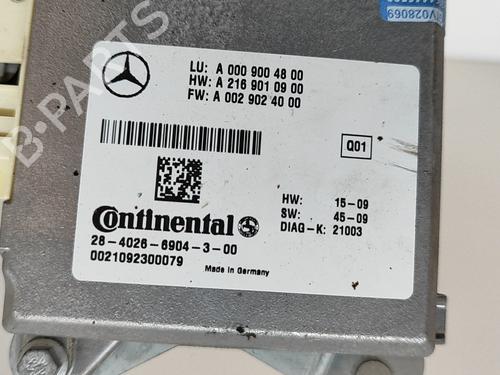 V028069
LU: A 000 900 48 00
HW: A 216 901 09 00
FW: A 002 902 40 00
Q01
HW: 15-09
SW: 45-09
DIAG-K: 21003
Continental
28-4026-6904-3-00
0021092300079
Made in Germany
B-PARTS